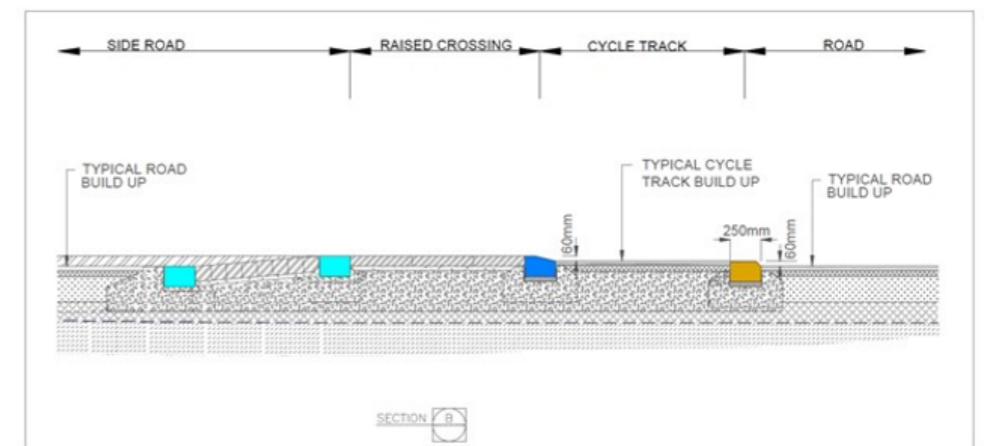 SIDE ROAD
RAISED CROSSING
CYCLE TRACK
ROAD
TYPICAL ROAD
BUILD UP
TYPICAL CYCLE
TRACK BUILD UP
TYPICAL ROAD
BUILD UP
60mm
250mm
60mm
SECTION B